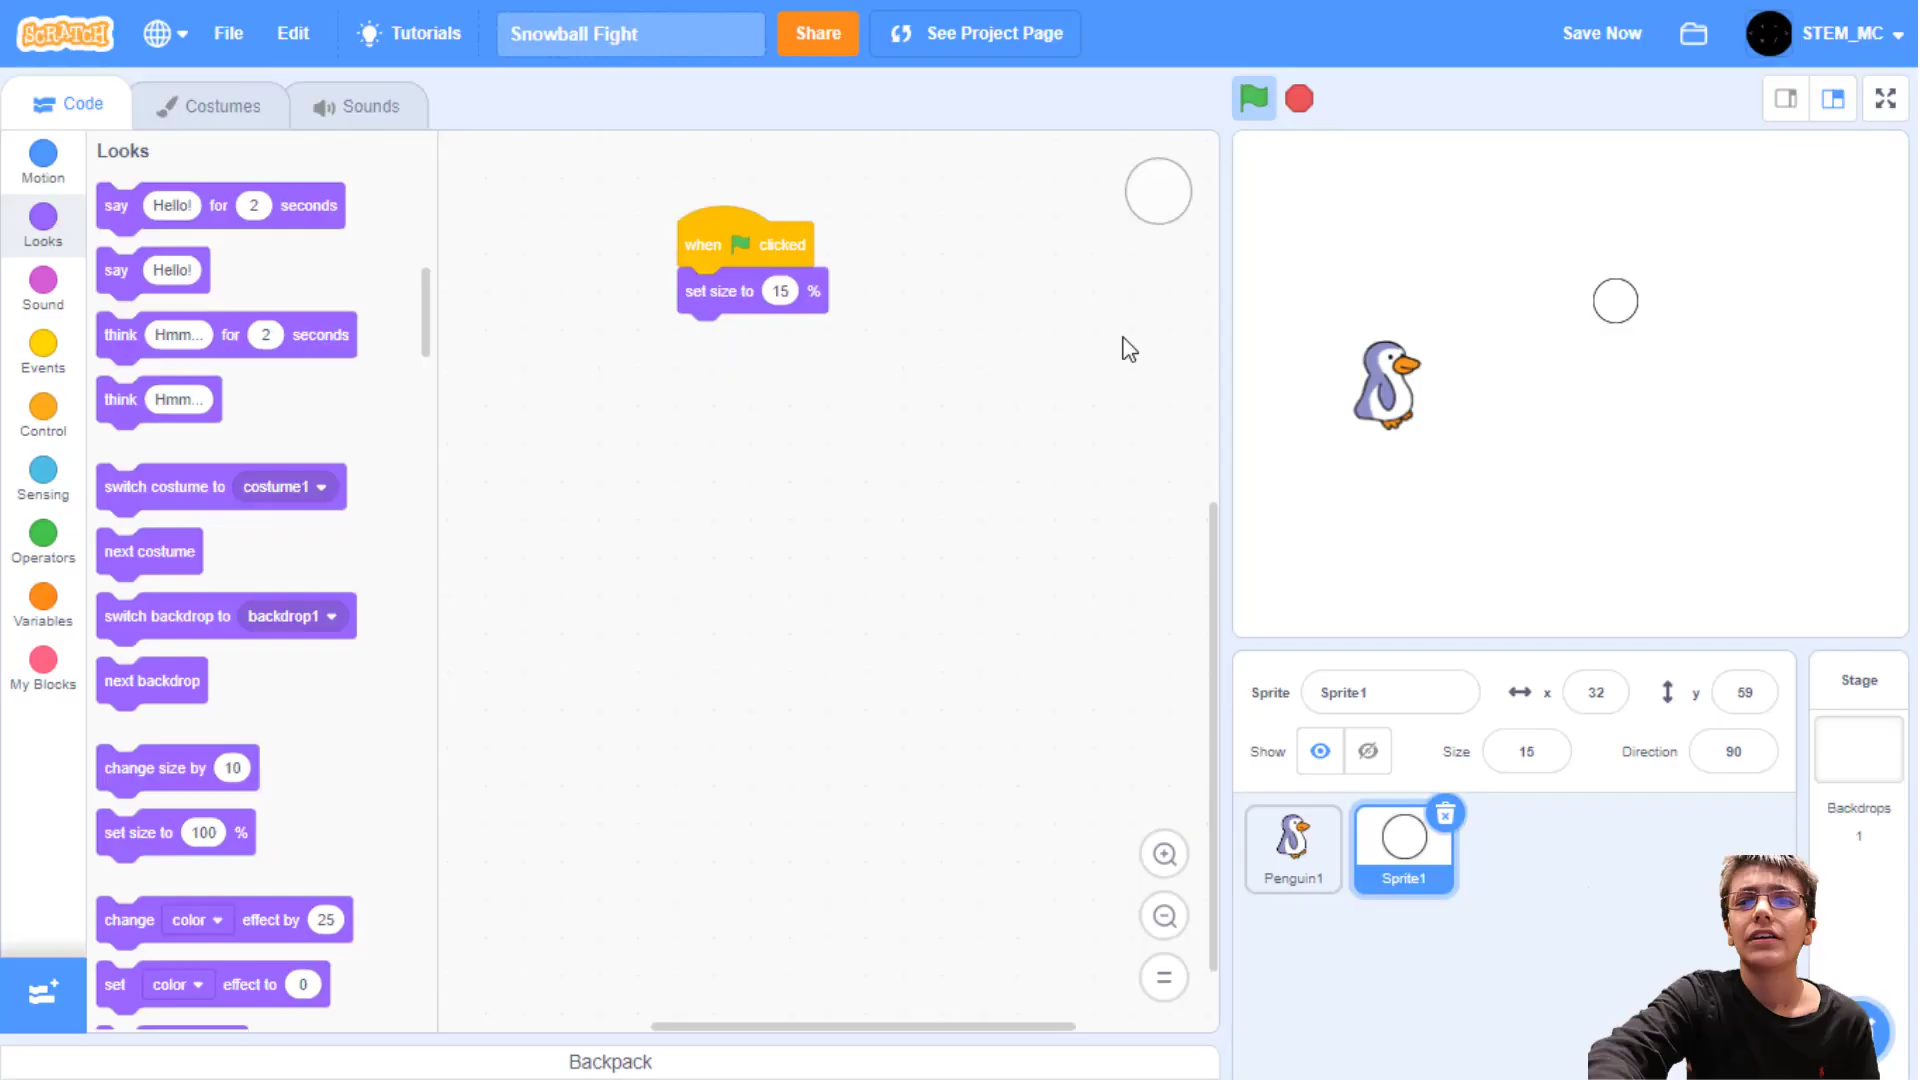 SCRATCH File Edit Tutorials Snowball Fight Share See Project Page Save Now STEM_MC
Code Costumes Sounds
Motion
Looks
Sound
Events
Control
Sensing
Operators
Variables
My Blocks
Looks
say Hello! for 2 seconds
say Hello!
think Hmm... for 2 seconds
think Hmm...
switch costume to costume1
next costume
switch backdrop to backdrop1
next backdrop
change size by 10
set size to 100 %
change color effect by 25
set color effect to 0
when clicked
set size to 15 %
Backpack
Sprite Sprite1 x 32 y 59
Show Size 15 Direction 90
Penguin1
Sprite1
Stage
Backdrops
1